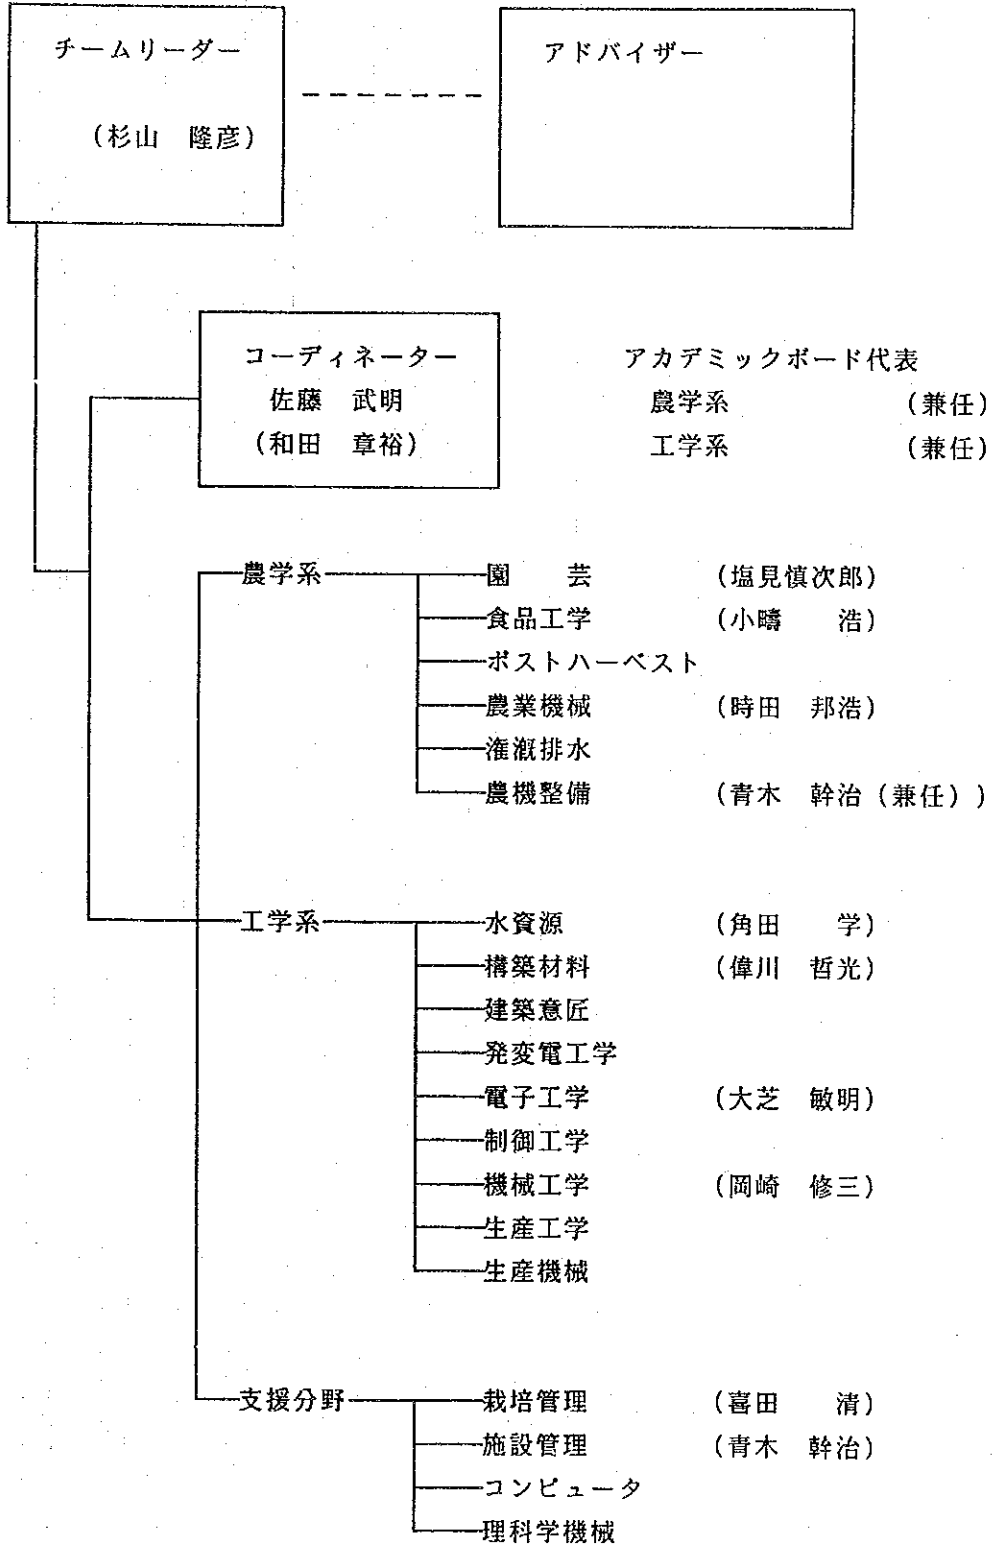 チームリーダー
(杉山 隆彦)
アドバイザー
コーディネーター
佐藤 武明
(和田 章裕)
アカデミックボード代表
農学系 (兼任)
工学系 (兼任)
農学系
園 芸 (塩見慎次郎)
食品工学 (小疇 浩)
ポストハーベスト
農業機械 (時田 邦浩)
灌漑排水
農機整備 (青木 幹治(兼任))
工学系
水資源 (角田 学)
構築材料 (偉川 哲光)
建築意匠
発変電工学
電子工学 (大芝 敏明)
制御工学
機械工学 (岡崎 修三)
生産工学
生産機械
支援分野
栽培管理 (喜田 清)
施設管理 (青木 幹治)
コンピュータ
理科学機械